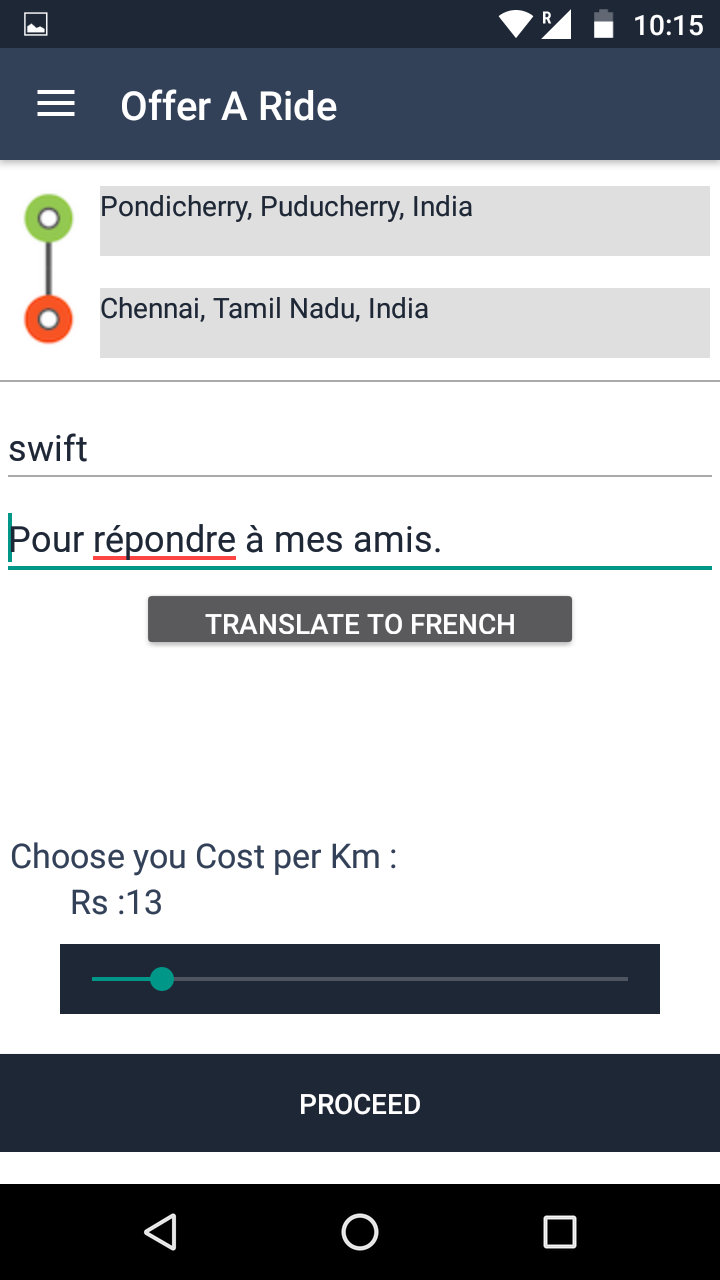 R 10:15
Offer A Ride
Pondicherry, Puducherry, India
Chennai, Tamil Nadu, India
swift
Pour répondre à mes amis.
TRANSLATE TO FRENCH
Choose you Cost per Km :
Rs :13
PROCEED